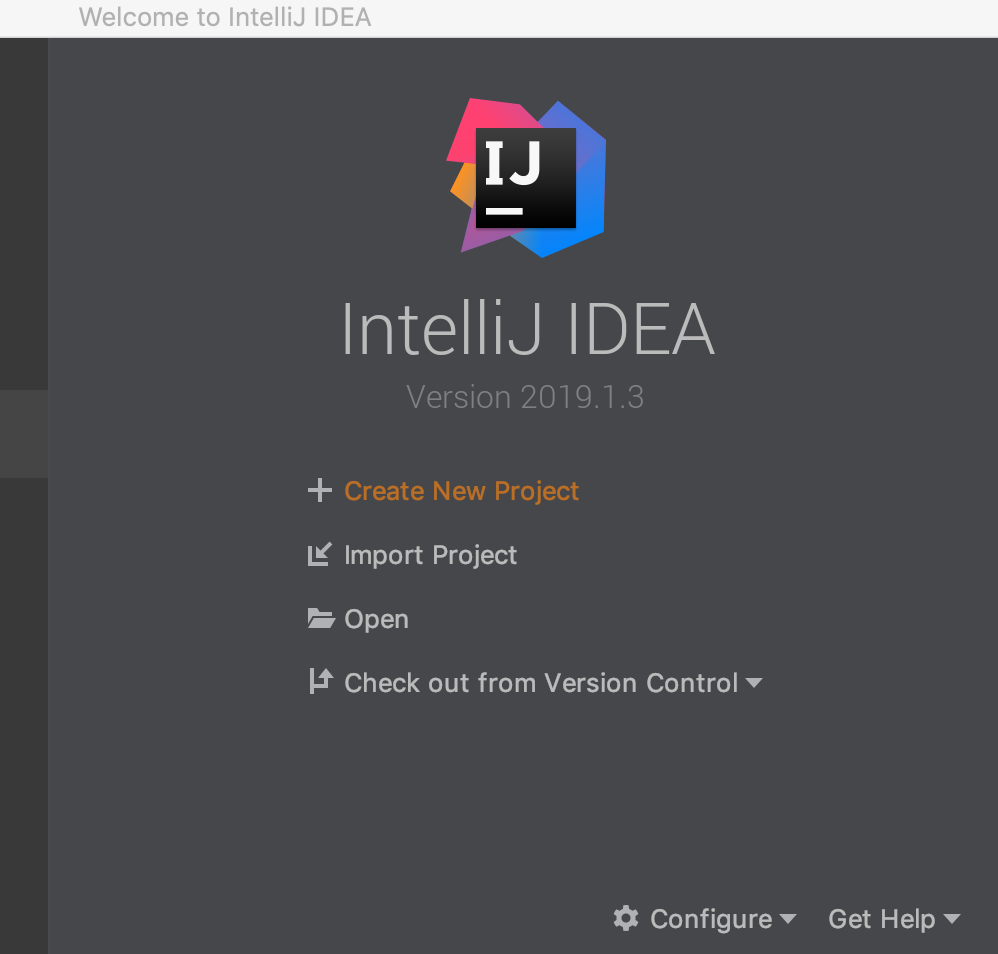 Welcome to IntelliJ IDEA
IJ
IntelliJ IDEA
Version 2019.1.3
Create New Project
Import Project
Open
Check out from Version Control
Configure Get Help